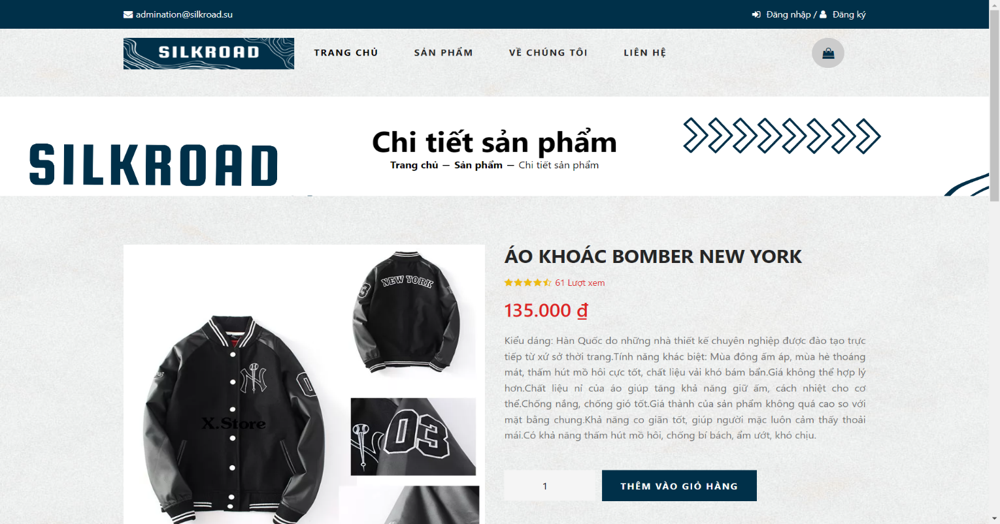 admination@silkroad.su
Đăng nhập / Đăng ký
SILKROAD
TRANG CHỦ
SẢN PHẨM
VỀ CHÚNG TÔI
LIÊN HỆ
SILKROAD
Chi tiết sản phẩm
Trang chủ — Sản phẩm — Chi tiết sản phẩm
NEW YORK
03
X.Store
03
ÁO KHOÁC BOMBER NEW YORK
61 Lượt xem
135.000 ₫
Kiểu dáng: Hàn Quốc do những nhà thiết kế chuyên nghiệp được đào tạo trực
tiếp từ xứ sở thời trang.Tính năng khác biệt: Mùa đông ấm áp, mùa hè thoáng
mát, thấm hút mồ hôi cực tốt, chất liệu vải khó bám bẩn.Giá không thể hợp lý
hơn.Chất liệu nỉ của áo giúp tăng khả năng giữ ấm, cách nhiệt cho cơ
thể.Chống nắng, chống gió tốt.Giá thành của sản phẩm không quá cao so với
mặt bằng chung.Khả năng co giãn tốt, giúp người mặc luôn cảm thấy thoải
mái.Có khả năng thấm hút mồ hôi, chống bí bách, ẩm ướt, khó chịu.
1
THÊM VÀO GIỎ HÀNG